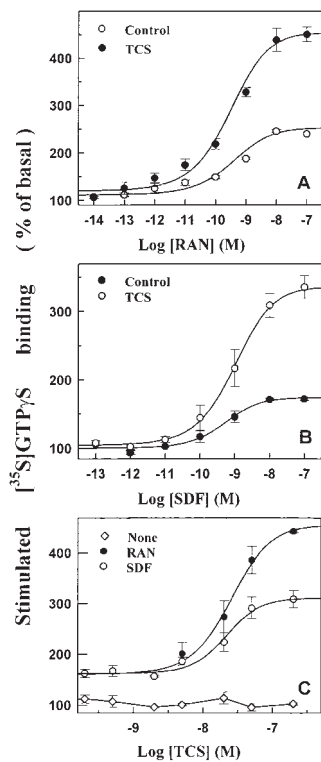 Stimulated [³⁵S]GTPγS binding ( % of basal)
Control
TCS
400
300
200
100
A
-14 -13 -12 -11 -10 -9 -8 -7
Log [RAN] (M)
Control
TCS
300
200
100
B
-13 -12 -11 -10 -9 -8 -7
Log [SDF] (M)
None
RAN
SDF
400
300
200
100
C
-9 -8 -7
Log [TCS] (M)